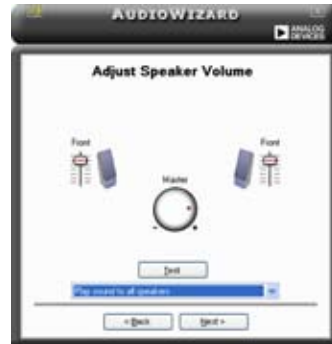 AUDIOWIZARD
ANALOG
DEVICES
Adjust Speaker Volume
Front
Front
Master
- +
Test
Play sound to all speakers
< Back
Next >